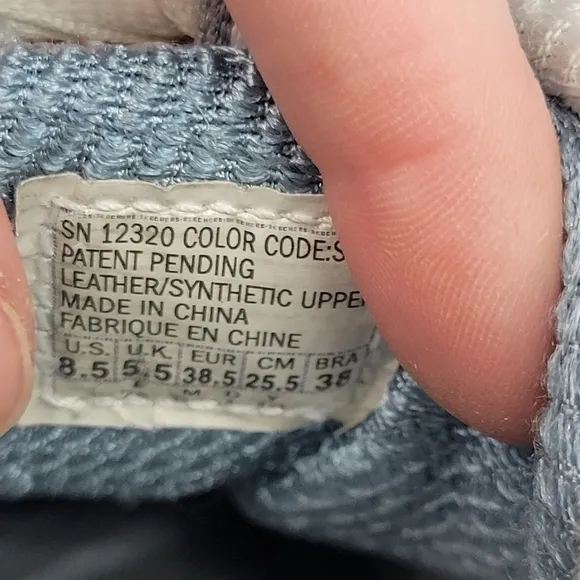 SN 12320 COLOR CODE:S
PATENT PENDING
LEATHER/SYNTHETIC UPPE
MADE IN CHINA
FABRIQUE EN CHINE
U.S. U.K. EUR CM BRA
8.5 5.5 38.5 25.5 38